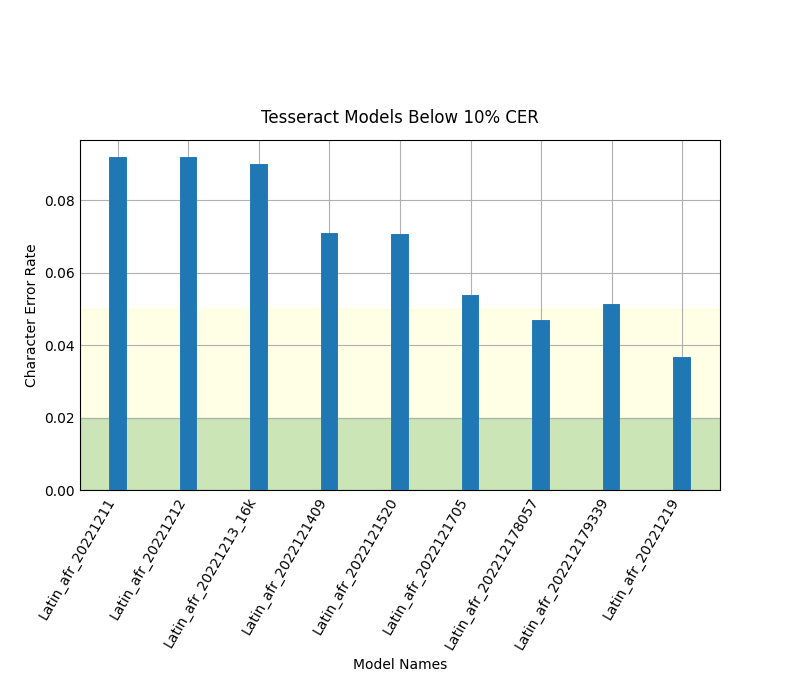 Tesseract Models Below 10% CER
Character Error Rate
0.08
0.06
0.04
0.02
0.00
Latin_afr_20221211
Latin_afr_20221212
Latin_afr_20221213_16k
Latin_afr_2022121409
Latin_afr_2022121520
Latin_afr_2022121705
Latin_afr_202212178057
Latin_afr_202212179339
Latin_afr_20221219
Model Names